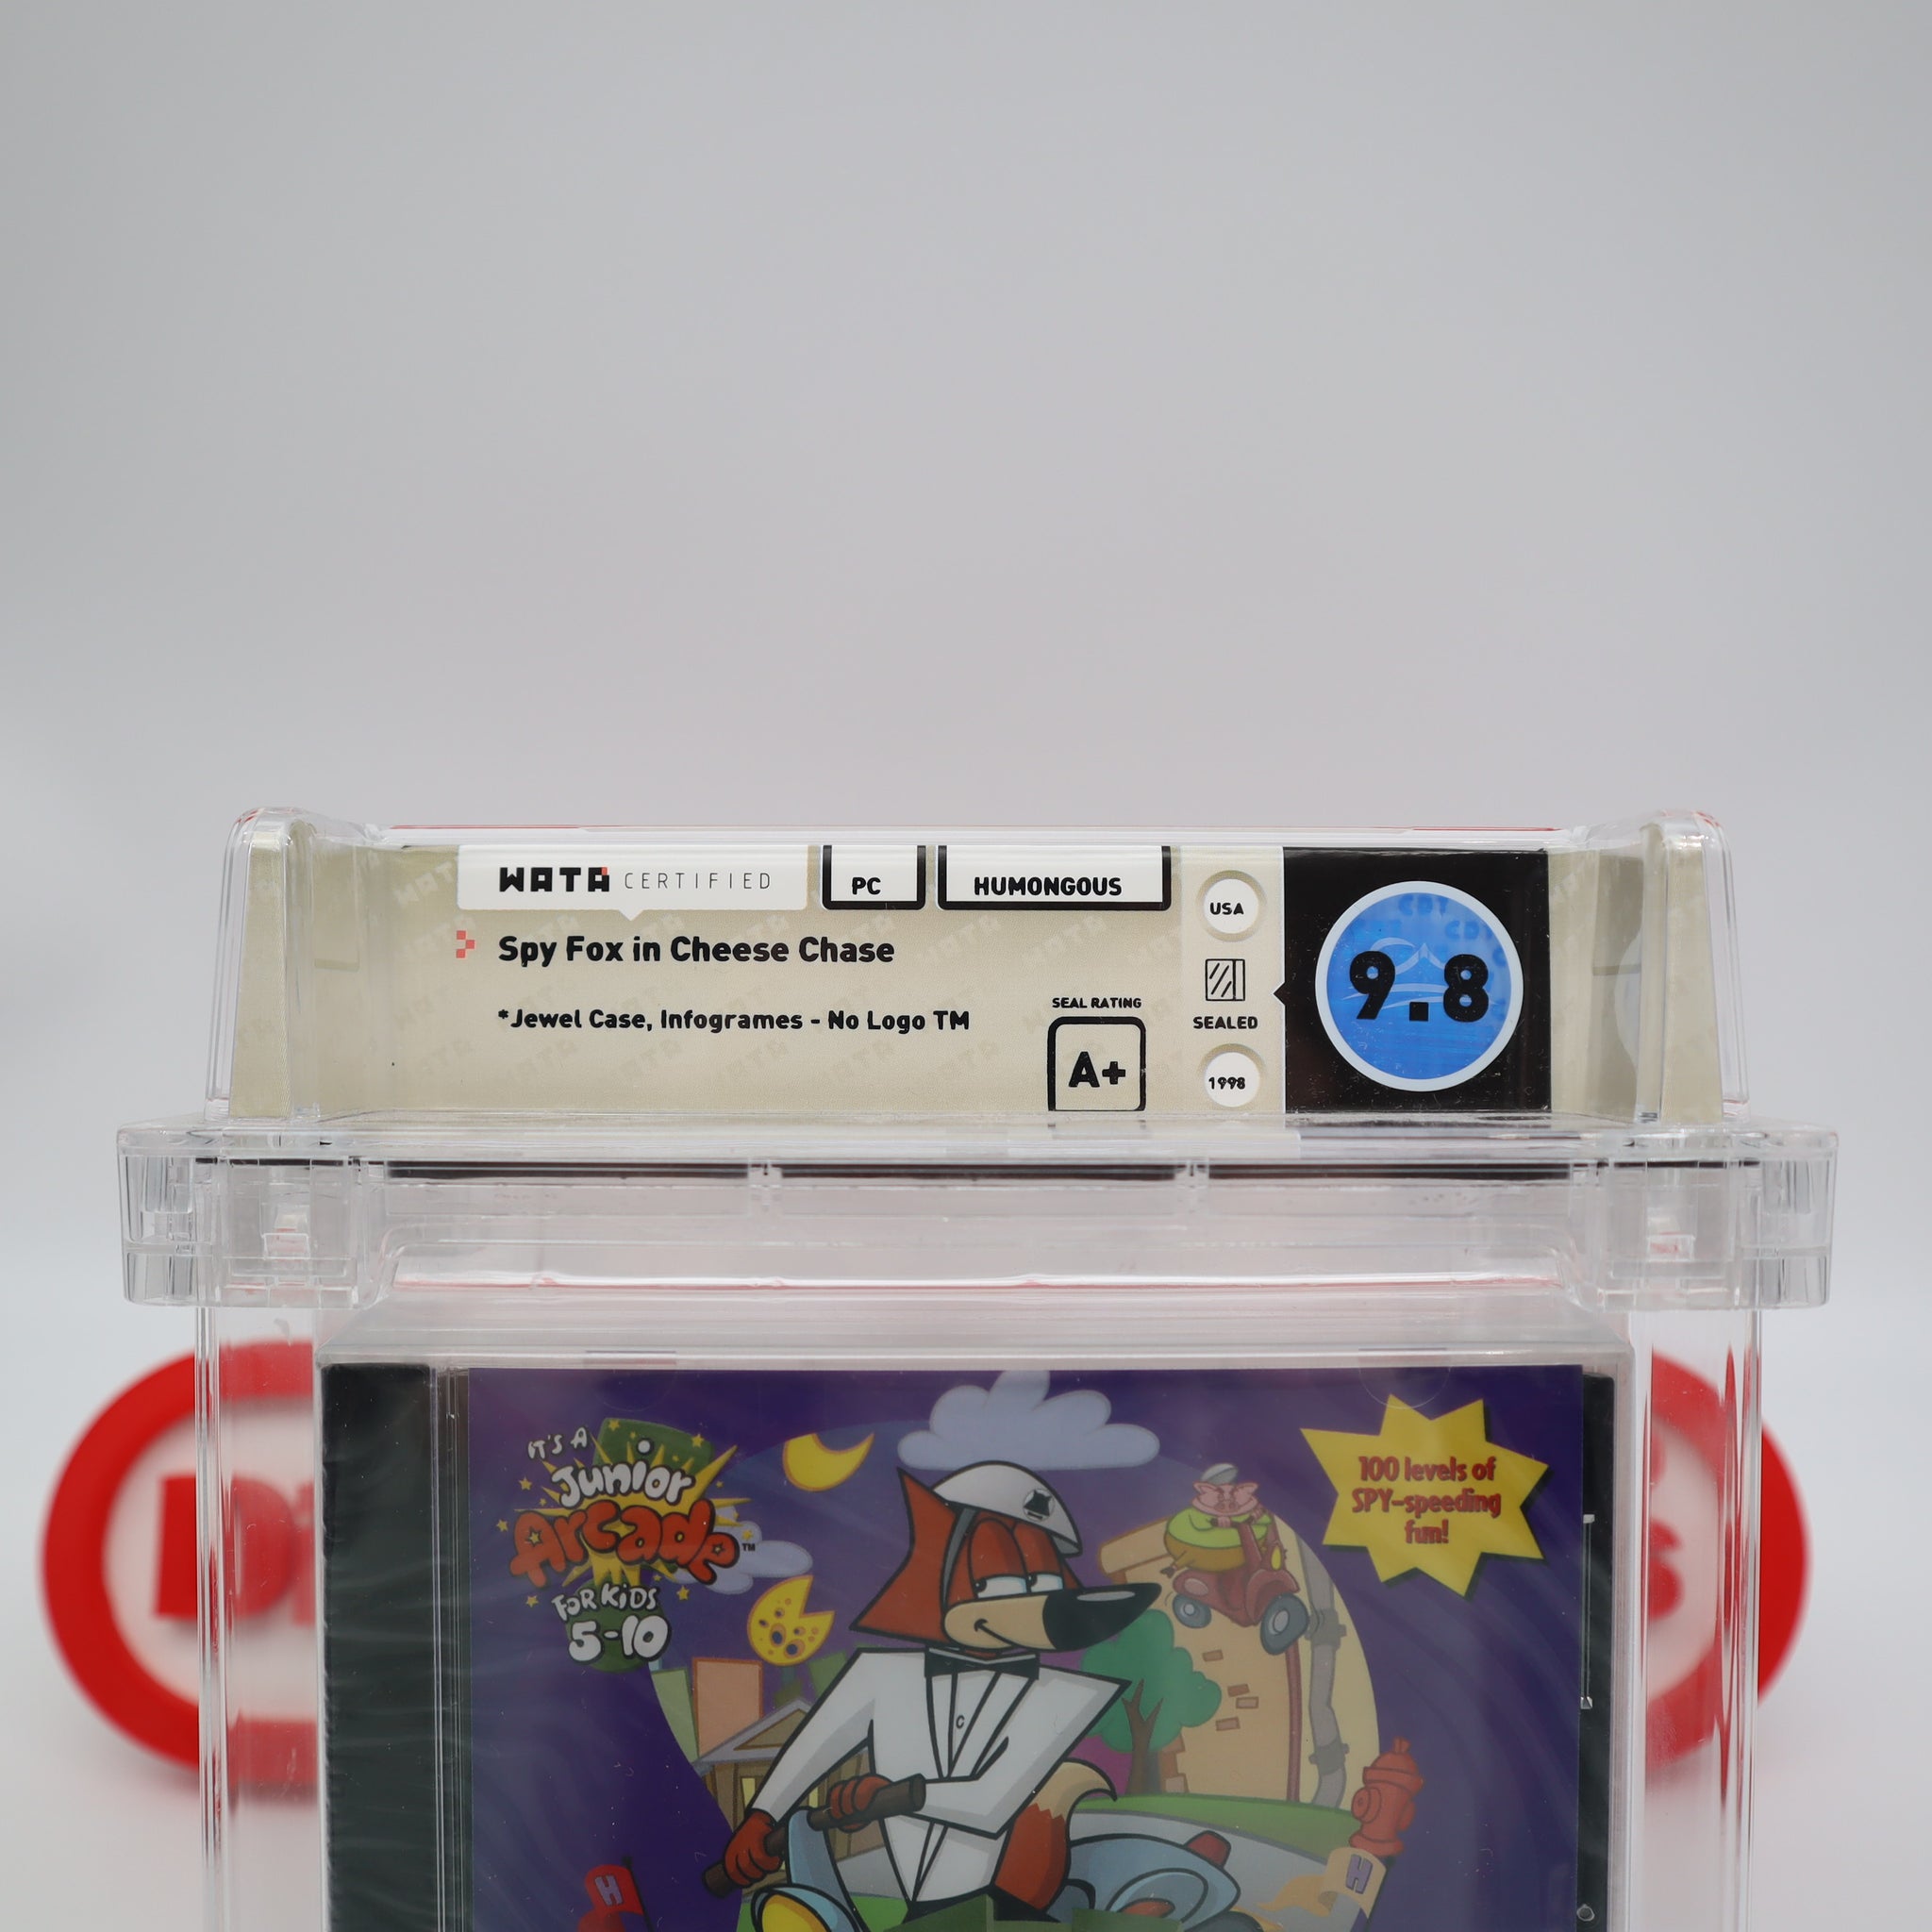 WATA CERTIFIED
PC
HUMONGOUS
Spy Fox in Cheese Chase
*Jewel Case, Infogrames - No Logo TM
SEAL RATING
A+
USA
SEALED
1998
9.8
IT'S A
Junior
Arcade™
FOR KiDS
5-10
100 levels of
SPY-speeding
fun!
H
H